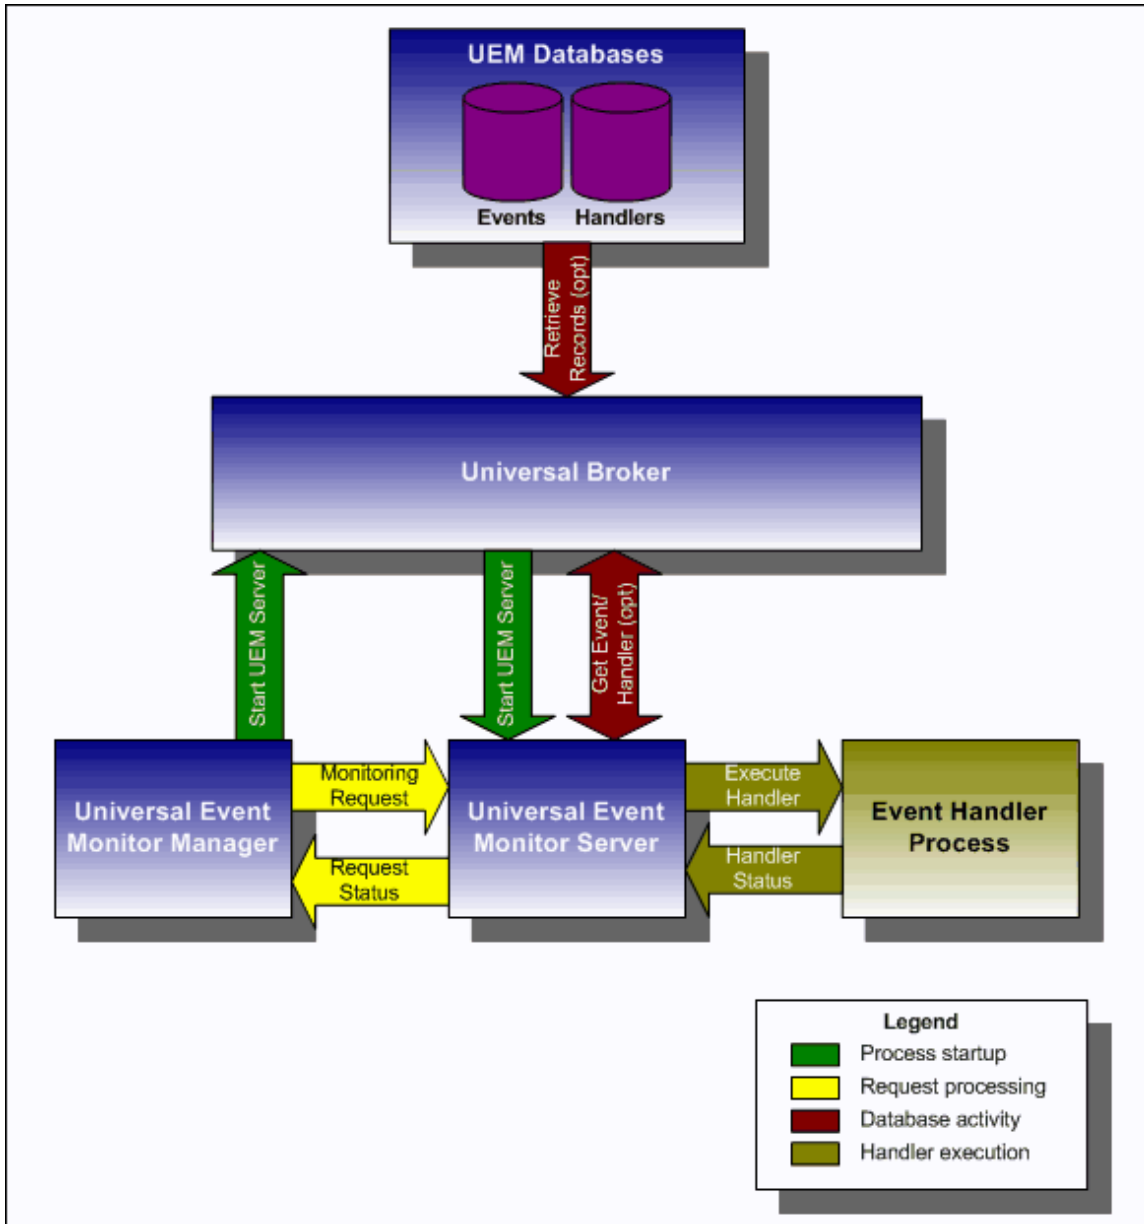 UEM Databases
Events Handlers
Retrieve
Records (opt)
Universal Broker
Start UEM Server
Start UEM Server
Get Event/
Handler (opt)
Universal Event
Monitor Manager
Monitoring
Request
Request
Status
Universal Event
Monitor Server
Execute
Handler
Handler
Status
Event Handler
Process
Legend
Process startup
Request processing
Database activity
Handler execution